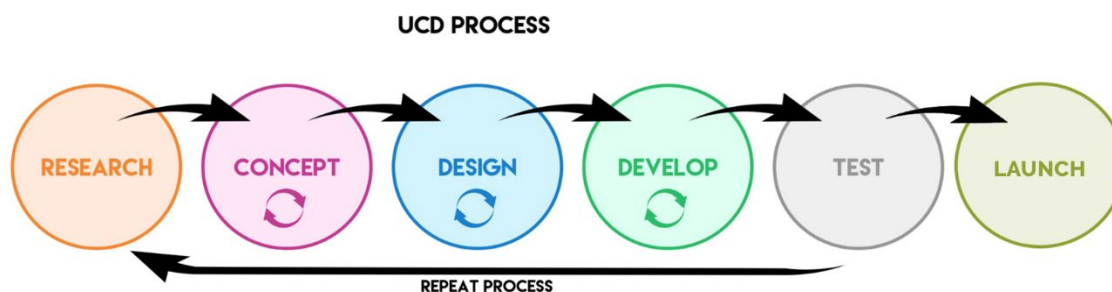 UCD PROCESS
RESEARCH
CONCEPT
DESIGN
DEVELOP
TEST
LAUNCH
REPEAT PROCESS